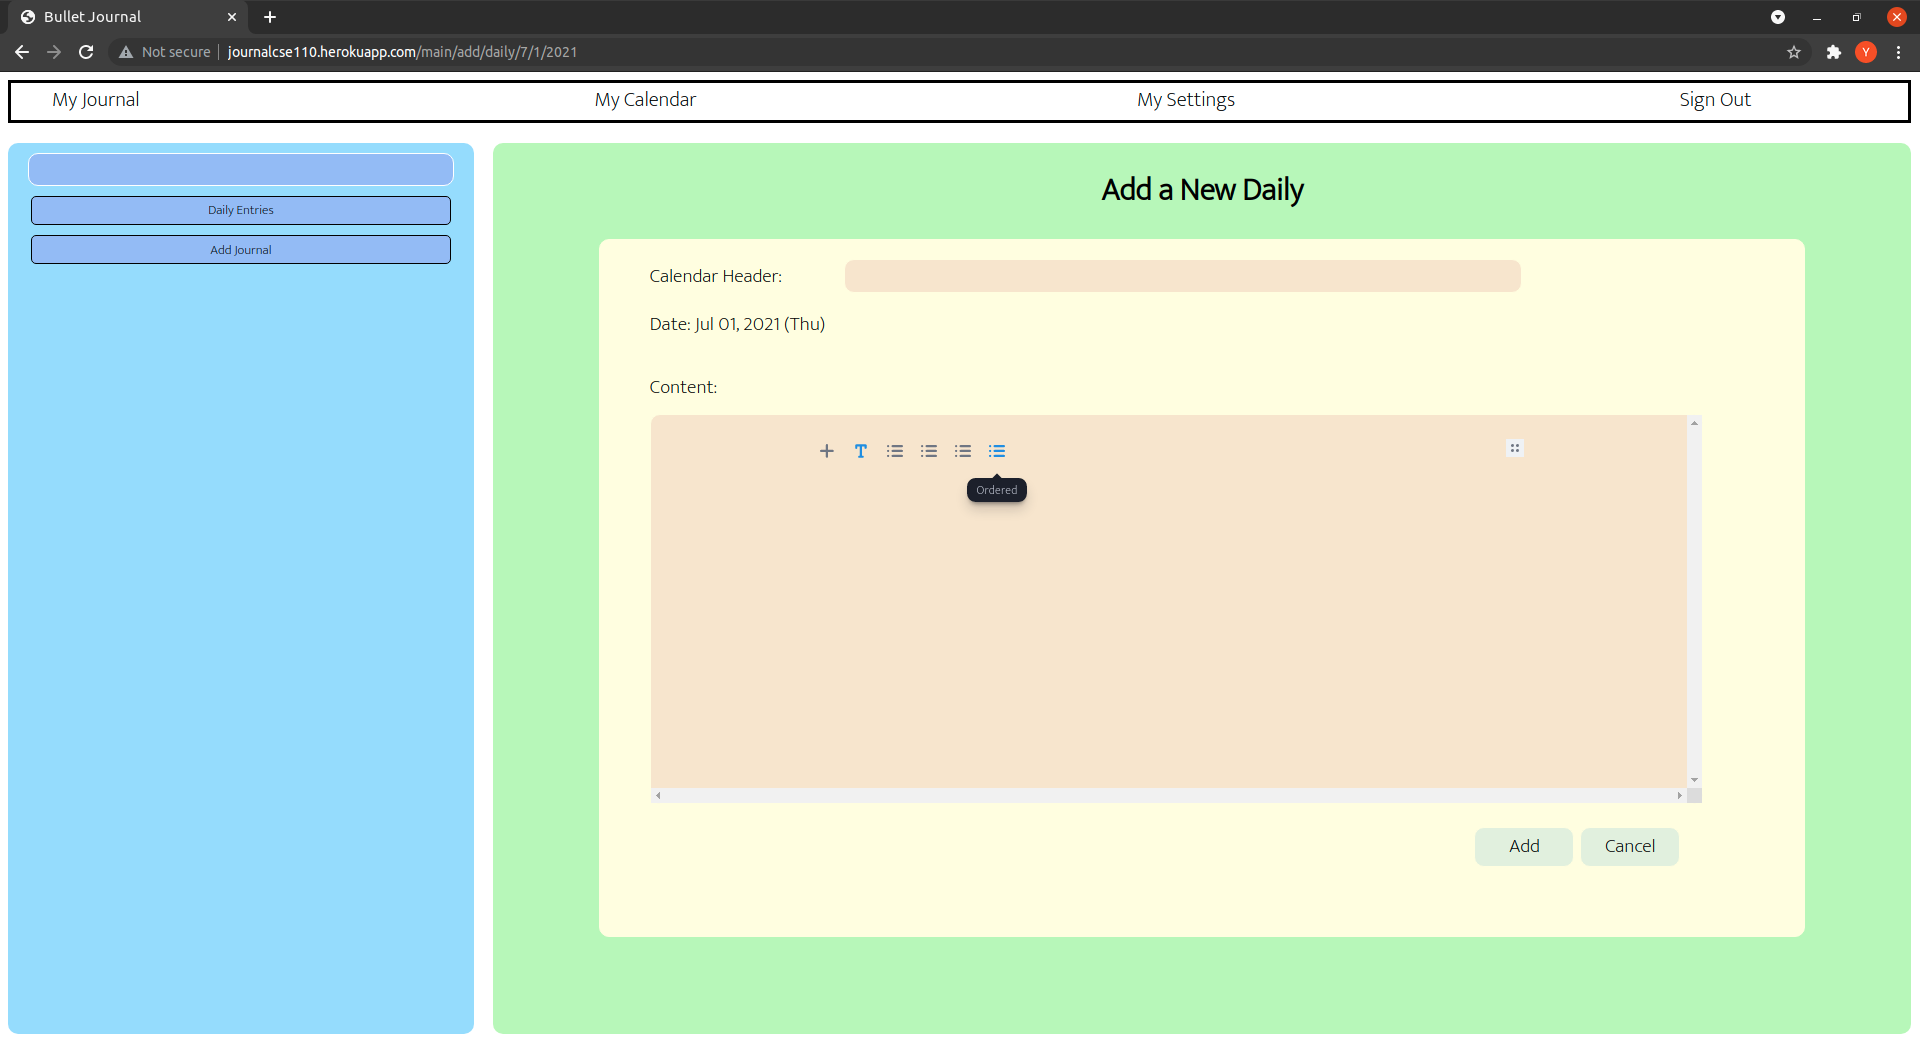 Bullet Journal
Not secure journalcse110.herokuapp.com/main/add/daily/7/1/2021
Y
My Journal My Calendar My Settings Sign Out
Daily Entries
Add Journal
Add a New Daily
Calendar Header:
Date: Jul 01, 2021 (Thu)
Content:
Ordered
Add Cancel